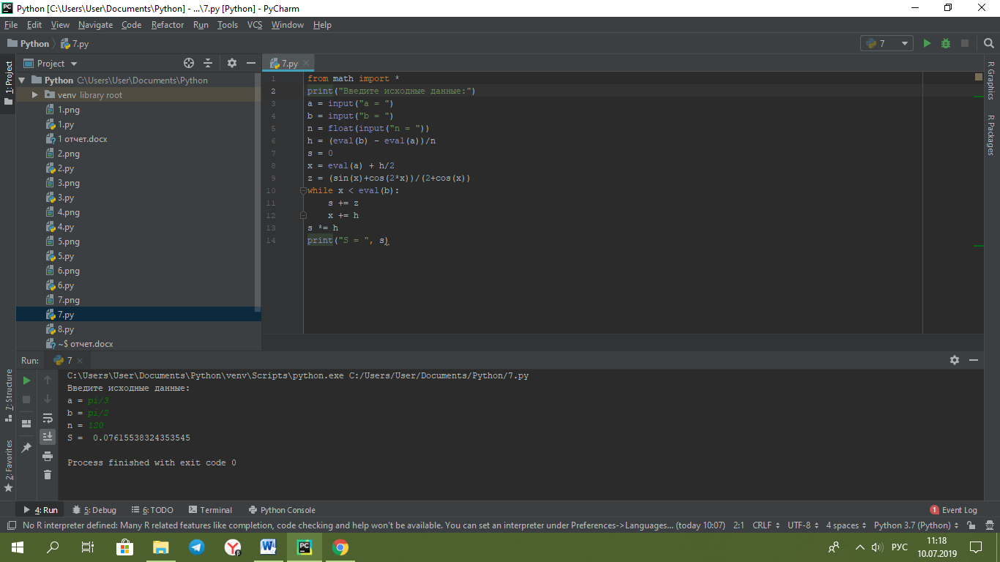 Python [C:\Users\User\Documents\Python] - ...\7.py [Python] - PyCharm
File Edit View Navigate Code Refactor Run Tools VCS Window Help
Python 7.py
7
1: Project
Project
7.py
Python C:\Users\User\Documents\Python
venv library root
1.png
1.py
1 отчет.docx
2.png
2.py
3.png
3.py
4.png
4.py
5.png
5.py
6.png
6.py
7.png
7.py
8.py
~$ отчет.docx
1 from math import *
2 print("Введите исходные данные:")
3 a = input("a = ")
4 b = input("b = ")
5 n = float(input("n = "))
6 h = (eval(b) - eval(a))/n
7 s = 0
8 x = eval(a) + h/2
9 z = (sin(x)+cos(2*x))/(2+cos(x))
10 while x < eval(b):
11 s += z
12 x += h
13 s *= h
14 print("S = ", s)
R Graphics
R Packages
Run: 7
C:\Users\User\Documents\Python\venv\Scripts\python.exe C:/Users/User/Documents/Python/7.py
Введите исходные данные:
a = pi/3
b = pi/2
n = 120
S =  0.07615538324353545
Process finished with exit code 0
7: Structure
2: Favorites
4: Run 5: Debug 6: TODO Terminal Python Console 1 Event Log
No R interpreter defined: Many R related features like completion, code checking and help won't be available. You can set an interpreter under Preferences->Languages... (today 10:07) 2:1 CRLF UTF-8 4 spaces Python 3.7 (Python)
РУС
11:18
10.07.2019